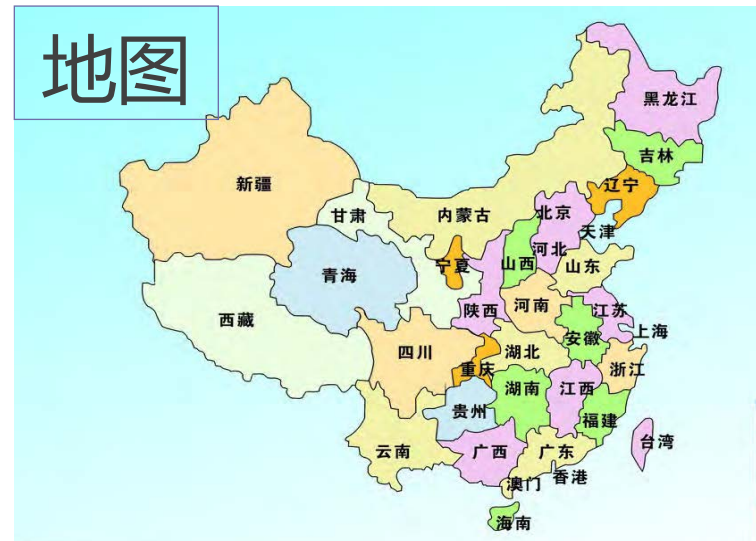 地图
黑龙江
吉林
辽宁
新疆
甘肃
内蒙古
北京
天津
河北
山西
山东
宁夏
青海
陕西
河南
江苏
西藏
上海
安徽
四川
湖北
重庆
浙江
湖南
江西
贵州
福建
台湾
云南
广西
广东
香港
澳门
海南